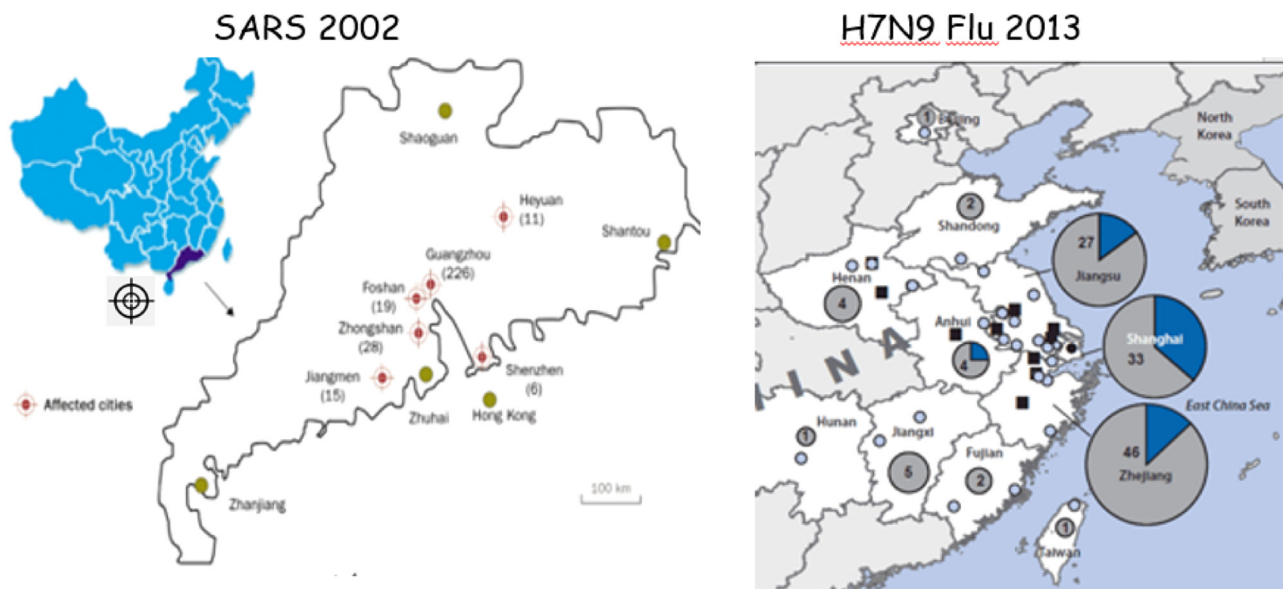 SARS 2002
H7N9 Flu 2013
Shaoguan
Heyuan
(11)
Shantou
Guangzhou
(226)
Foshan
(19)
Zhongshan
(28)
Shenzhen
(6)
Jiangmen
(15)
Zhuhai
Hong Kong
Affected cities
Zhanjiang
100 km
1
Beijing
North
Korea
South
Korea
2
Shandong
27
Jiangsu
Henan
4
Anhui
4
Shanghai
33
INA
East China Sea
Hunan
1
Jiangxi
5
Fujian
2
46
Zhejiang
1
Taiwan